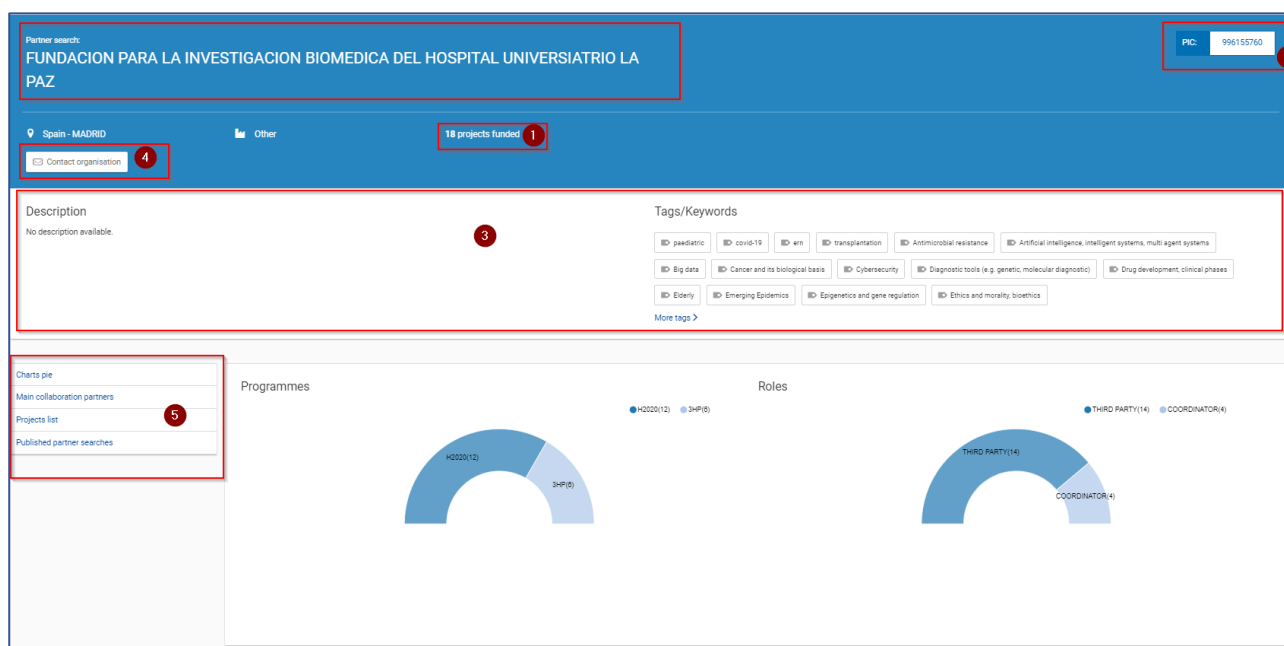 Partner search:
FUNDACION PARA LA INVESTIGACION BIOMEDICA DEL HOSPITAL UNIVERSIATRIO LA
PAZ
PIC: 996155760
Spain - MADRID
Other
18 projects funded
1
Contact organisation
4
Description
No description available.
3
Tags/Keywords
paediatric covid-19 ern transplantation Antimicrobial resistance Artificial intelligence, intelligent systems, multi agent systems
Big data Cancer and its biological basis Cybersecurity Diagnostic tools (e.g. genetic, molecular diagnostic) Drug development, clinical phases
Elderly Emerging Epidemics Epigenetics and gene regulation Ethics and morality, bioethics
More tags >
Charts pie
Main collaboration partners
Projects list
Published partner searches
5
Programmes
H2020(12) 3HP(6)
H2020(12)
3HP(6)
Roles
THIRD PARTY(14) COORDINATOR(4)
THIRD PARTY(14)
COORDINATOR(4)